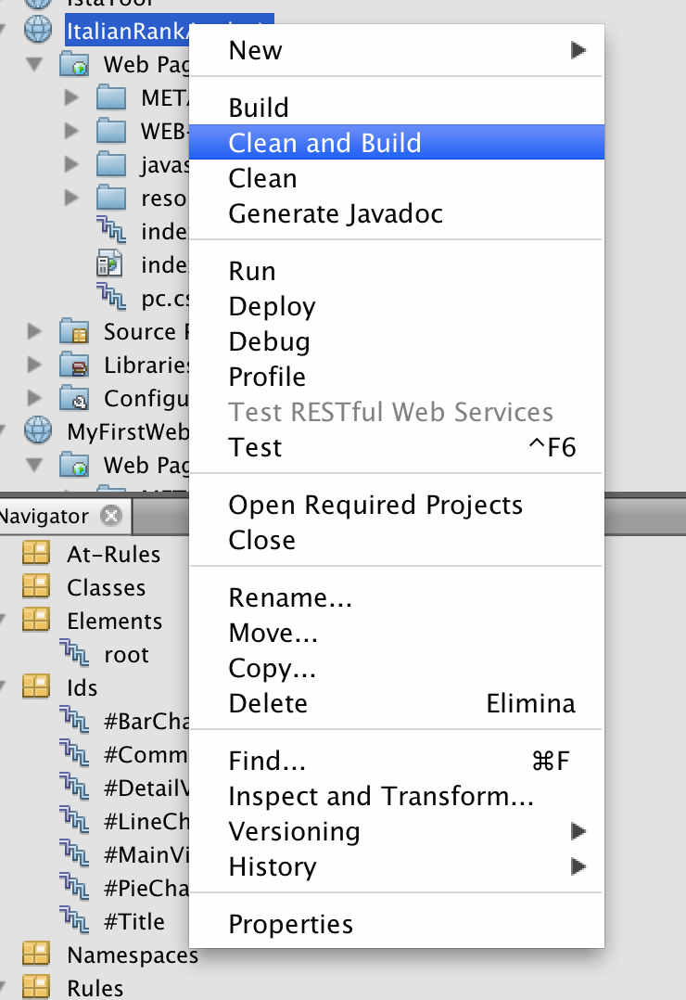 IstaTool
ItalianRank
New
Web Pag
META
Build
WEB-
Clean and Build
javas
Clean
reso
Generate Javadoc
inde
inde
Run
pc.cs
Deploy
Source
Debug
Libraries
Profile
Configu
Test RESTful Web Services
MyFirstWeb
Test ^F6
Web Pag
Open Required Projects
Navigator
Close
At-Rules
Classes
Rename...
Elements
Move...
root
Copy...
Ids
Delete Elimina
#BarCha
#Comm
Find... ⌘F
#DetailV
Inspect and Transform...
#LineCh
Versioning
#MainVi
History
#PieCha
#Title
Properties
Namespaces
Rules